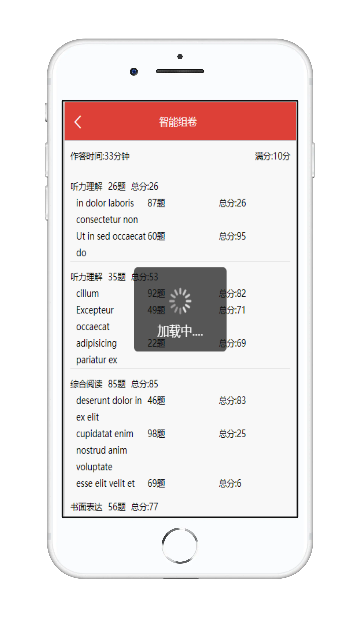 智能组卷
作答时间:33分钟 满分:10分
听力理解 26题 总分:26
in dolor laboris 87题 总分:26
consectetur non
Ut in sed occaecat 60题 总分:95
do
听力理解 35题 总分:53
cillum 92题 总分:82
Excepteur 49题 总分:71
occaecat
adipisicing 22题 总分:69
pariatur ex
加载中....
综合阅读 85题 总分:85
deserunt dolor in 46题 总分:83
ex elit
cupidatat enim 98题 总分:25
nostrud anim
voluptate
esse elit velit et 69题 总分:6
书面表达 56题 总分:77